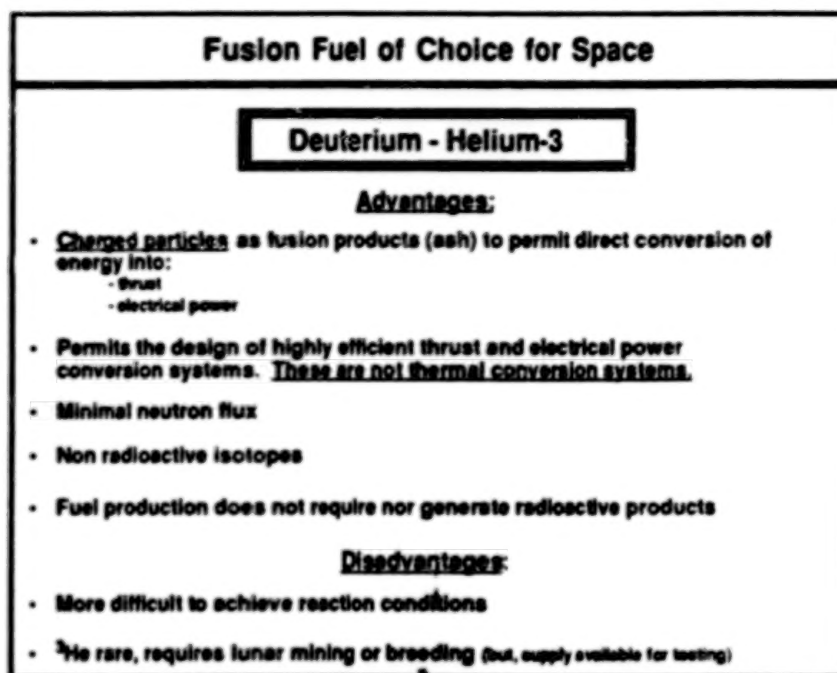 Fusion Fuel of Choice for Space
Deuterium - Helium-3
Advantages:
• Charged particles as fusion products (ash) to permit direct conversion of
energy into:
- thrust
- electrical power
• Permits the design of highly efficient thrust and electrical power
conversion systems. These are not thermal conversion systems.
• Minimal neutron flux
• Non radioactive isotopes
• Fuel production does not require nor generate radioactive products
Disadvantages:
• More difficult to achieve reaction conditions
• ³He rare, requires lunar mining or breeding (but, supply available for testing)